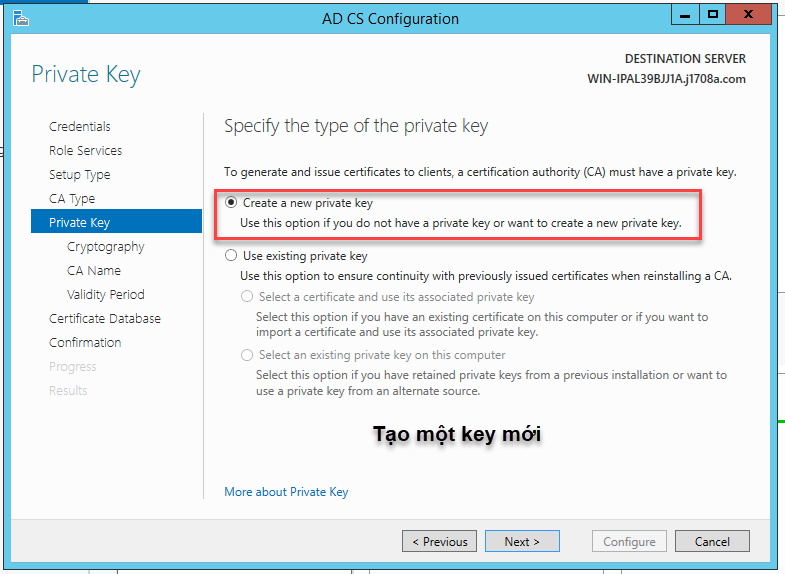 AD CS Configuration
Private Key
DESTINATION SERVER
WIN-IPAL39BJJ1A.j1708a.com
Credentials
Role Services
Setup Type
CA Type
Private Key
Cryptography
CA Name
Validity Period
Certificate Database
Confirmation
Progress
Results
Specify the type of the private key
To generate and issue certificates to clients, a certification authority (CA) must have a private key.
Create a new private key
Use this option if you do not have a private key or want to create a new private key.
Use existing private key
Use this option to ensure continuity with previously issued certificates when reinstalling a CA.
Select a certificate and use its associated private key
Select this option if you have an existing certificate on this computer or if you want to
import a certificate and use its associated private key.
Select an existing private key on this computer
Select this option if you have retained private keys from a previous installation or want to
use a private key from an alternate source.
Tạo một key mới
More about Private Key
< Previous
Next >
Configure
Cancel